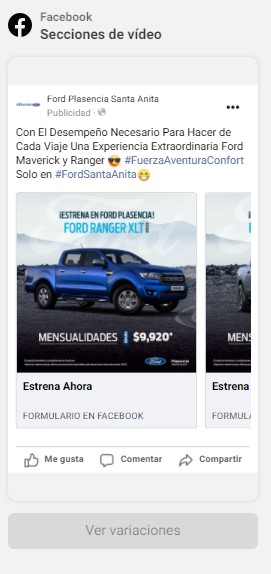 Facebook
Secciones de vídeo
Ford Plasencia Santa Anita
Publicidad ·
Con El Desempeño Necesario Para Hacer de
Cada Viaje Una Experiencia Extraordinaria Ford
Maverick y Ranger 😎 #FuerzaAventuraConfort
Solo en #FordSantaAnita😁
¡ESTRENA EN FORD PLASENCIA!
FORD RANGER XLT
MENSUALIDADES $9,920*
Ford Plasencia
Estrena Ahora
FORMULARIO EN FACEBOOK
Estrena
FORMULA
Me gusta
Comentar
Compartir
Ver variaciones